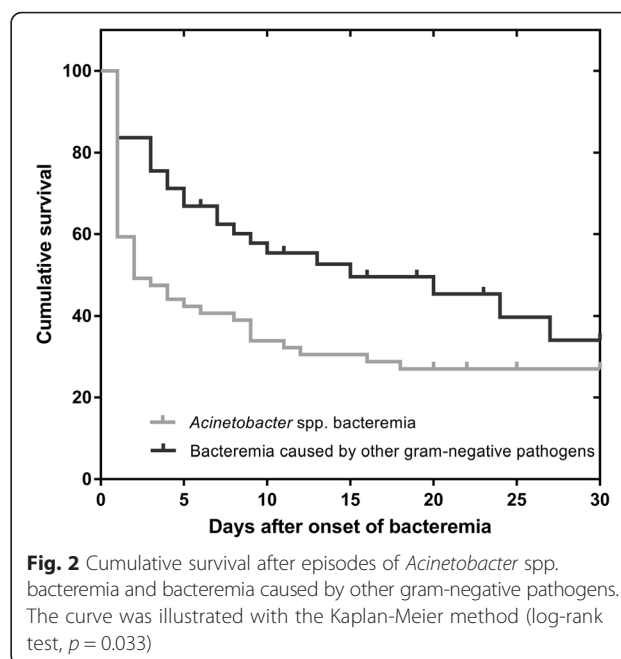 100
80
60
40
20
0
Cumulative survival
Acinetobacter spp. bacteremia
Bacteremia caused by other gram-negative pathogens
0 5 10 15 20 25 30
Days after onset of bacteremia
Fig. 2 Cumulative survival after episodes of Acinetobacter spp.
bacteremia and bacteremia caused by other gram-negative pathogens.
The curve was illustrated with the Kaplan-Meier method (log-rank
test, p = 0.033)